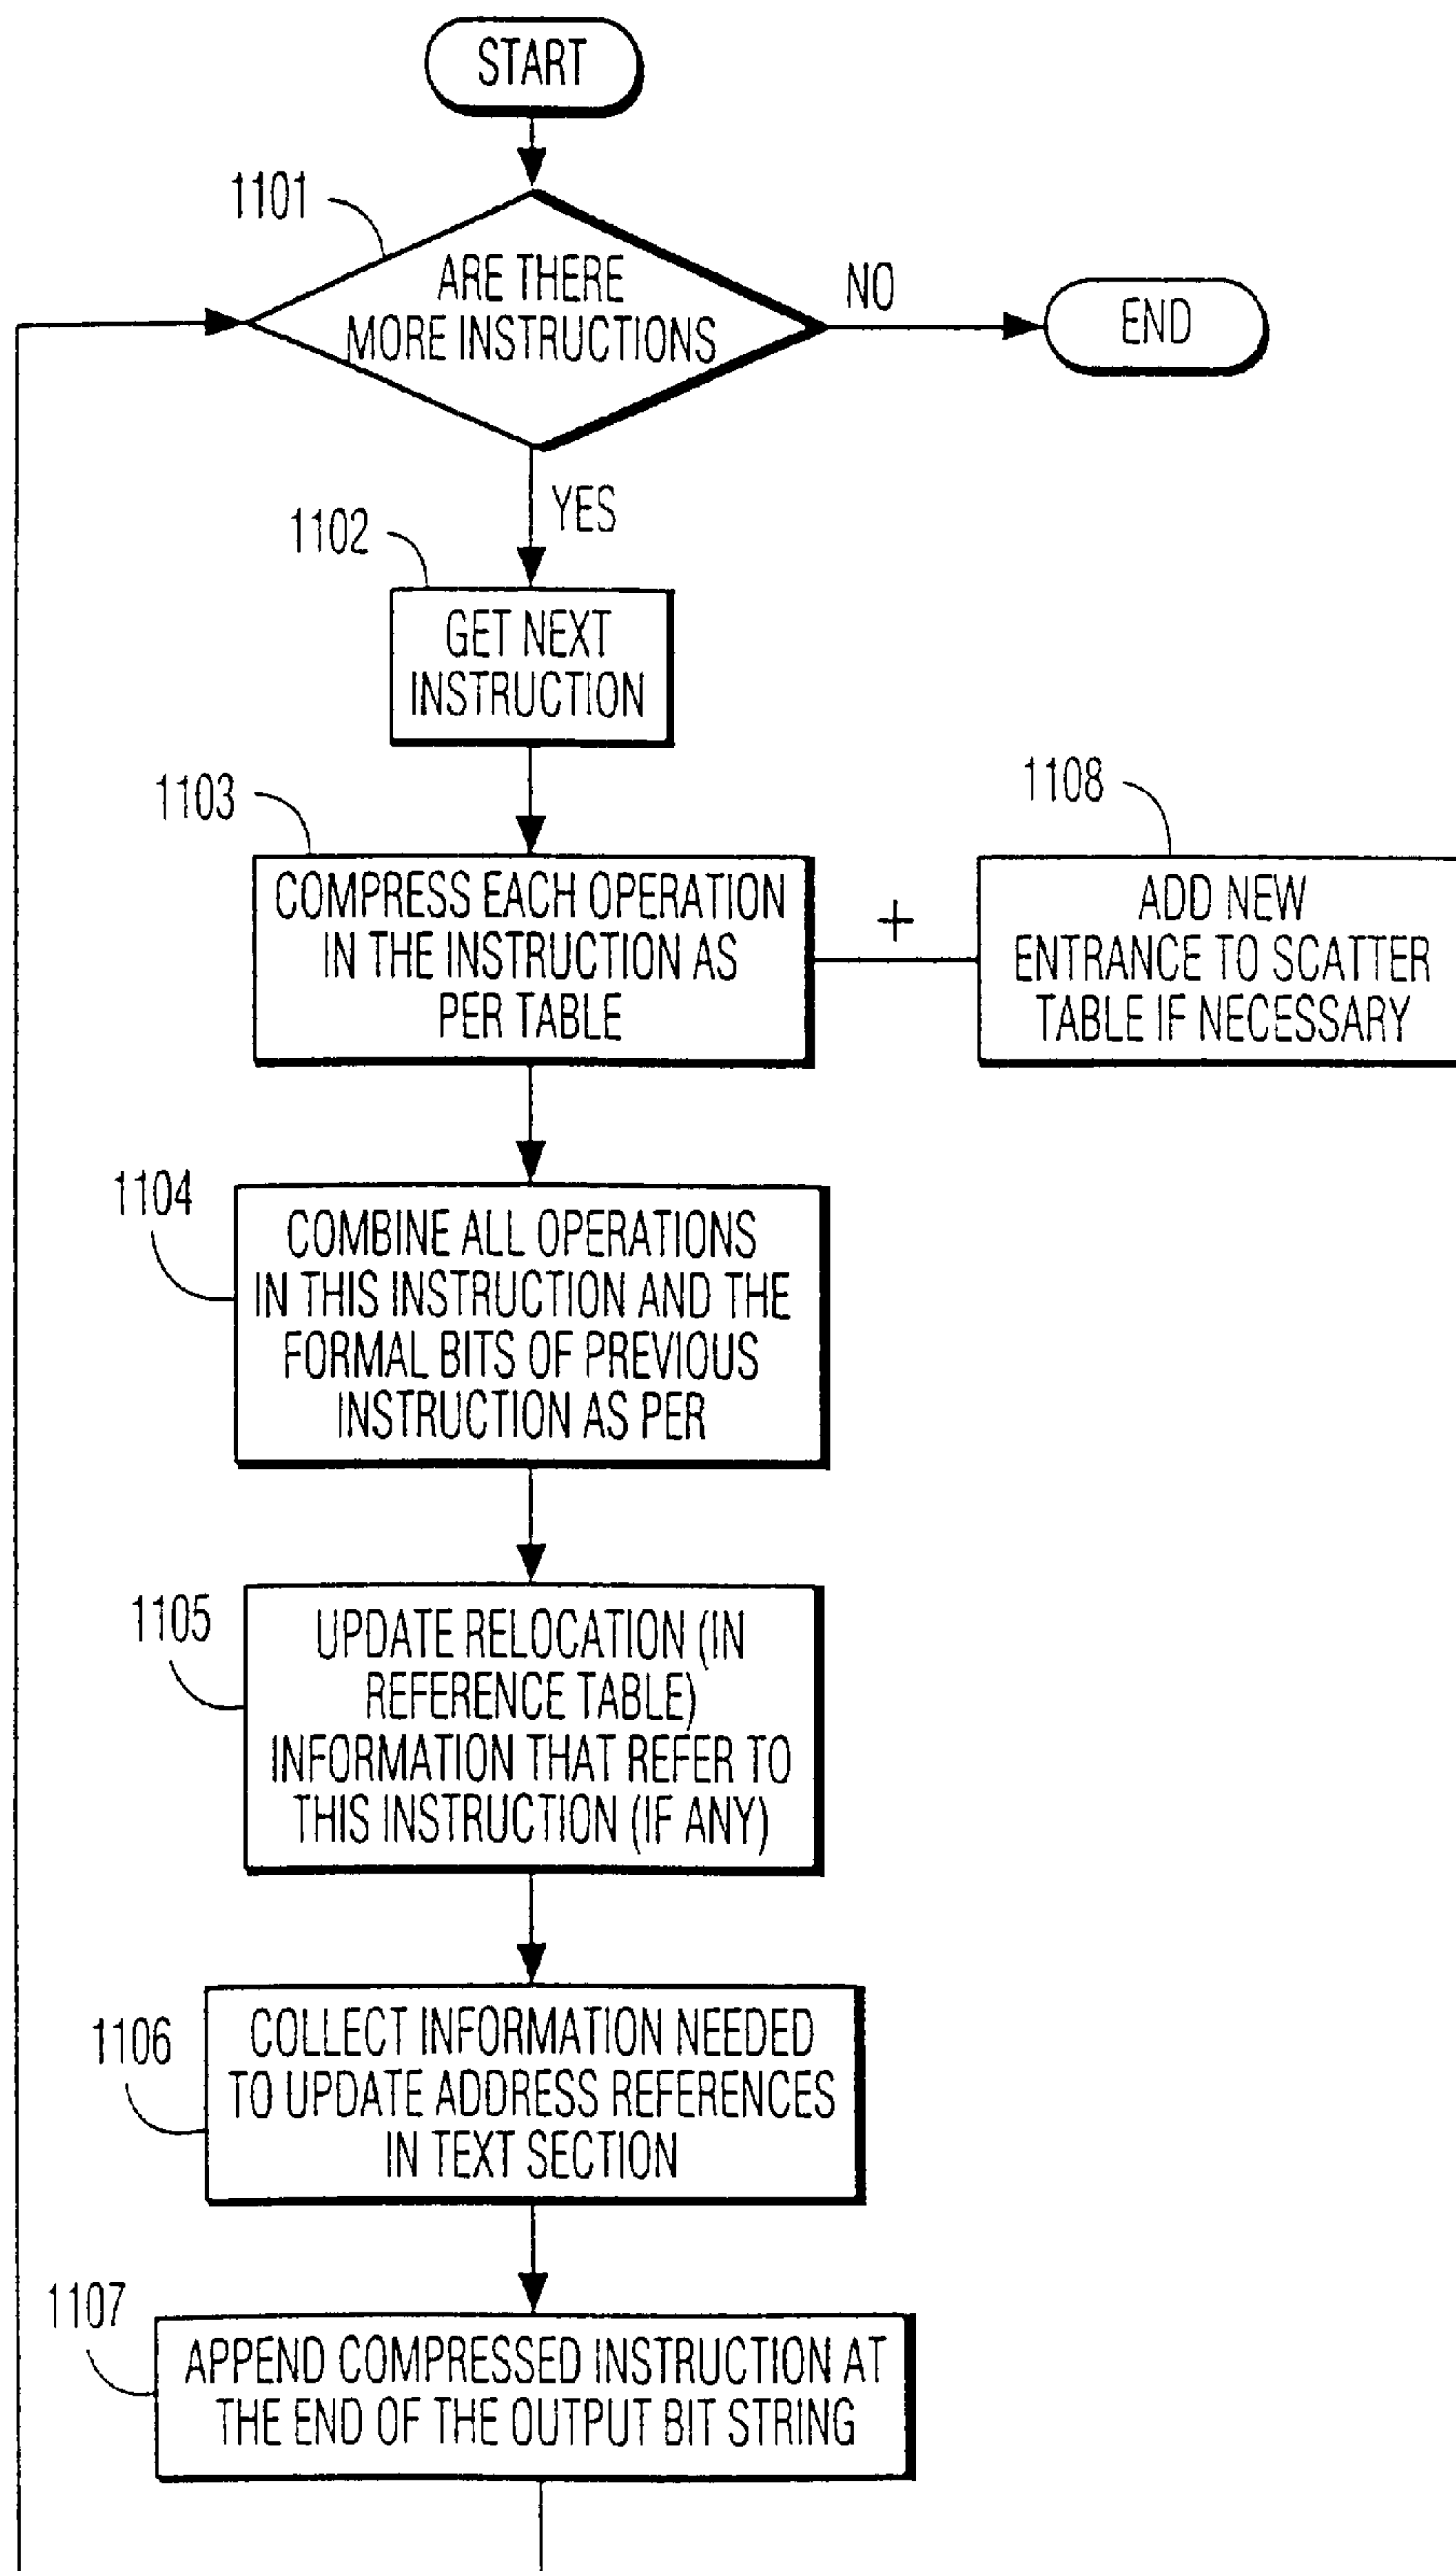 START
1101
ARE THERE
MORE INSTRUCTIONS
NO
END
YES
1102
GET NEXT
INSTRUCTION
1103
COMPRESS EACH OPERATION
IN THE INSTRUCTION AS
PER TABLE
+
1108
ADD NEW
ENTRANCE TO SCATTER
TABLE IF NECESSARY
1104
COMBINE ALL OPERATIONS
IN THIS INSTRUCTION AND THE
FORMAL BITS OF PREVIOUS
INSTRUCTION AS PER
1105
UPDATE RELOCATION (IN
REFERENCE TABLE)
INFORMATION THAT REFER TO
THIS INSTRUCTION (IF ANY)
1106
COLLECT INFORMATION NEEDED
TO UPDATE ADDRESS REFERENCES
IN TEXT SECTION
1107
APPEND COMPRESSED INSTRUCTION AT
THE END OF THE OUTPUT BIT STRING